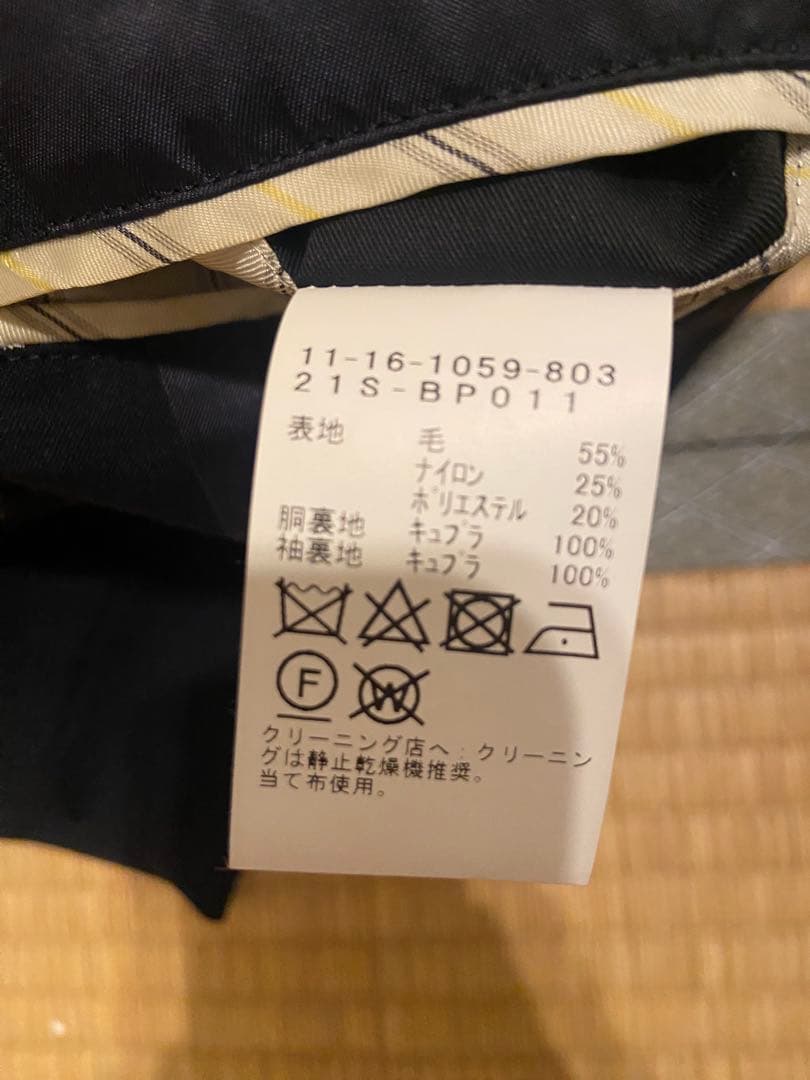 11-16-1059-803
21S-BP011
表地 毛 55%
ナイロン 25%
ポリエステル 20%
胴裏地 キュプラ 100%
袖裏地 キュプラ 100%
F W
クリーニング店へ:クリーニン
グは静止乾燥機推奨。
当て布使用。